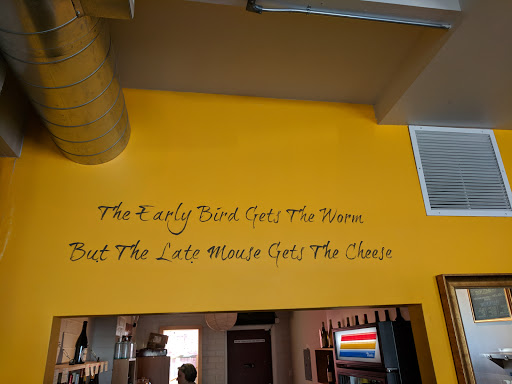 The Early Bird Gets The Worm
But The Late Mouse Gets The Cheese